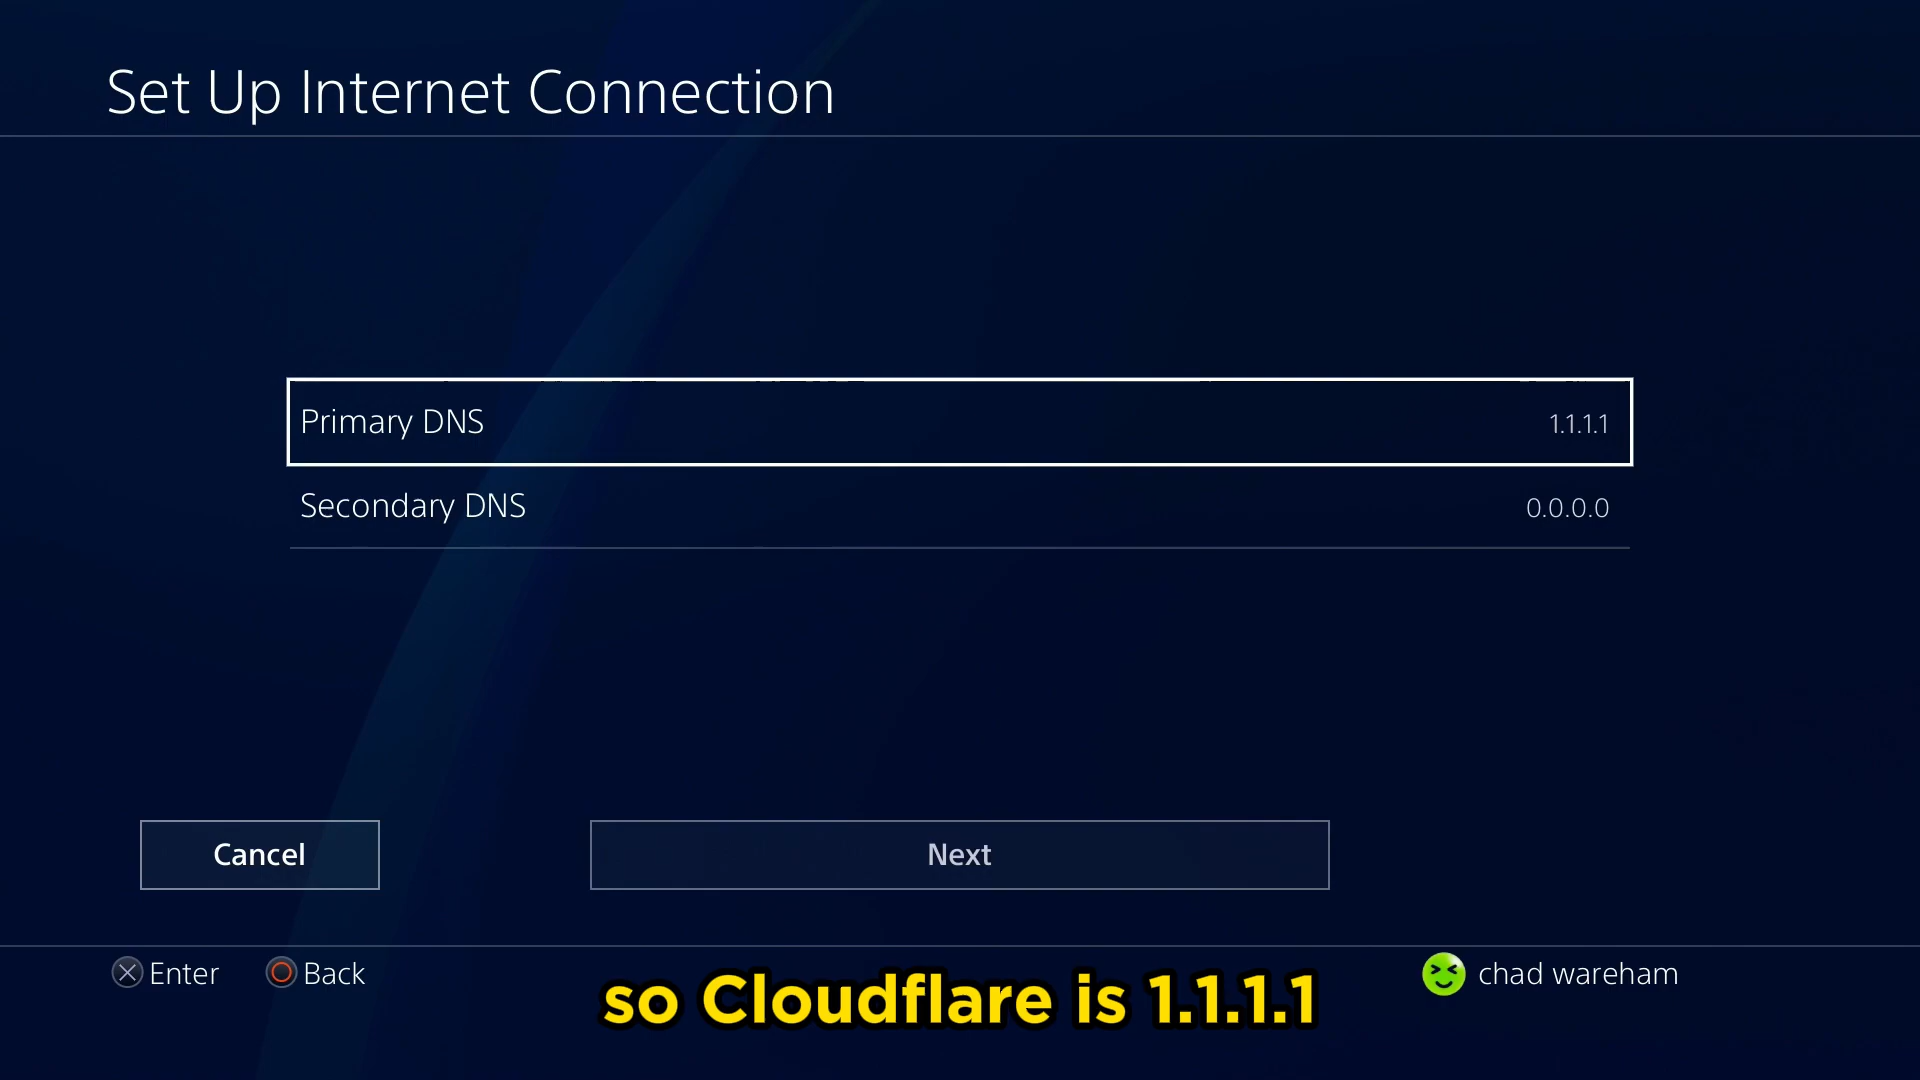 Set Up Internet Connection
Primary DNS 1.1.1.1
Secondary DNS 0.0.0.0
Cancel Next
Enter Back chad wareham
so Cloudflare is 1.1.1.1